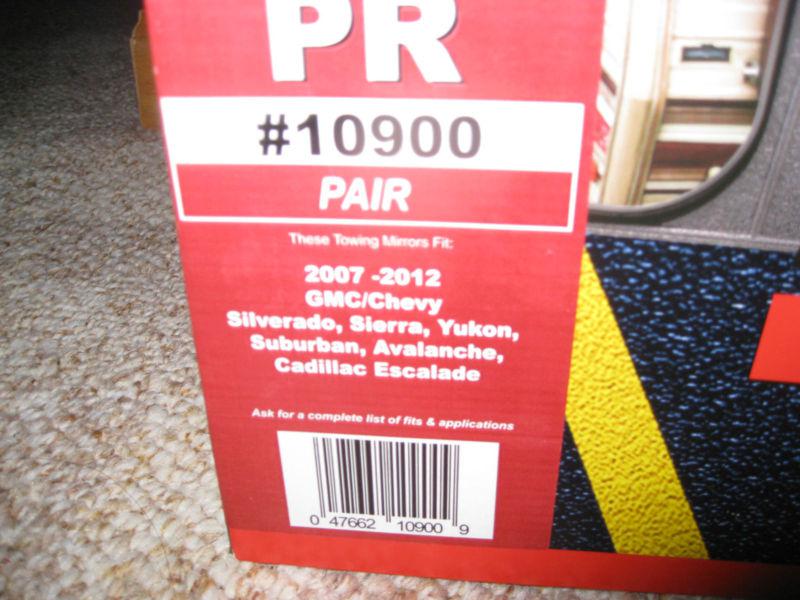 PR
#10900
PAIR
These Towing Mirrors Fit:
2007 -2012
GMC/Chevy
Silverado, Sierra, Yukon,
Suburban, Avalanche,
Cadillac Escalade
Ask for a complete list of fits & applications
0 47662 10900 9